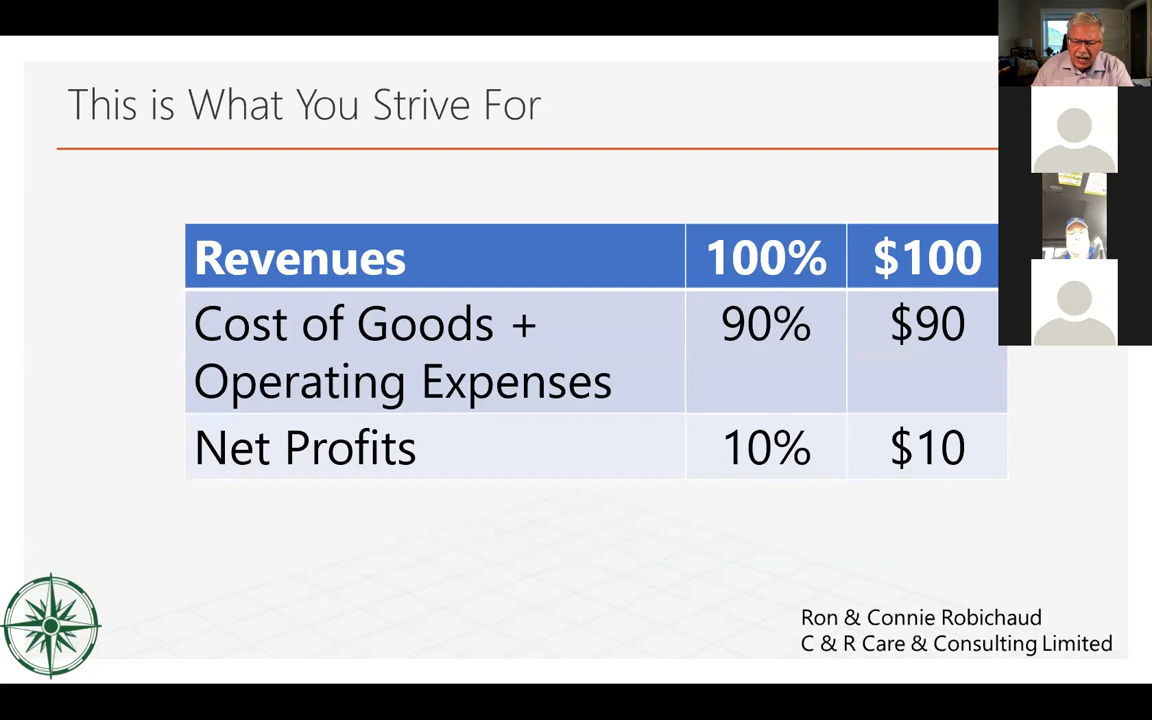 This is What You Strive For
Revenues 100% $100
Cost of Goods + 90% $90
Operating Expenses
Net Profits 10% $10
Ron & Connie Robichaud
C & R Care & Consulting Limited